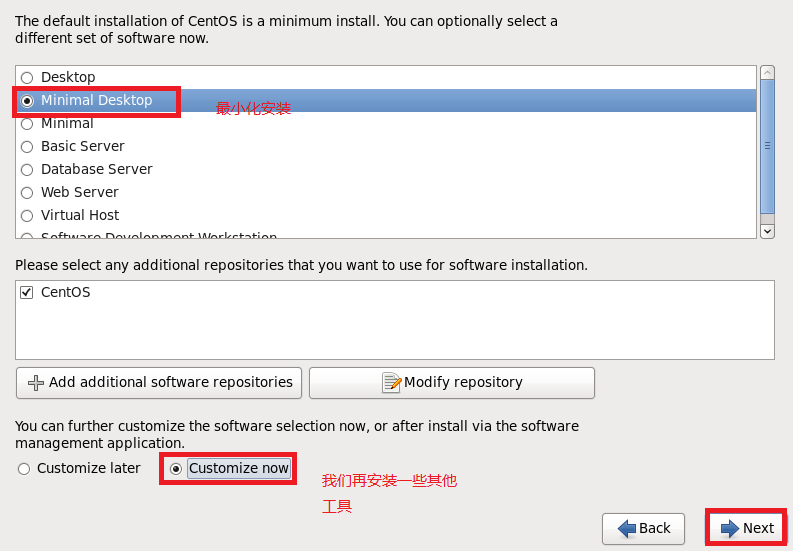 The default installation of CentOS is a minimum install. You can optionally select a
different set of software now.
Desktop
Minimal Desktop
最小化安装
Minimal
Basic Server
Database Server
Web Server
Virtual Host
Software Development Workstation
Please select any additional repositories that you want to use for software installation.
CentOS
Add additional software repositories
Modify repository
You can further customize the software selection now, or after install via the software
management application.
Customize later
Customize now
我们再安装一些其他
工具
Back
Next